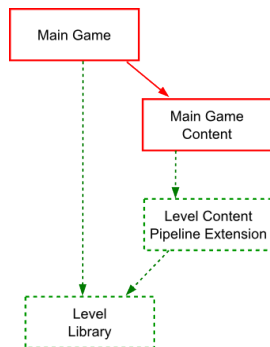 Main Game
Main Game
Content
Level Content
Pipeline Extension
Level
Library